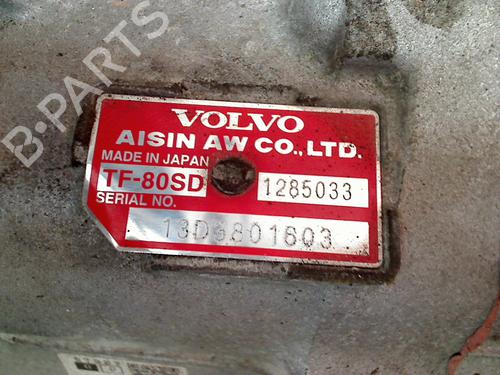 B-PARTS
VOLVO
AISIN AW CO., LTD.
MADE IN JAPAN
TF-80SD 1285033
SERIAL NO.
13D3801603